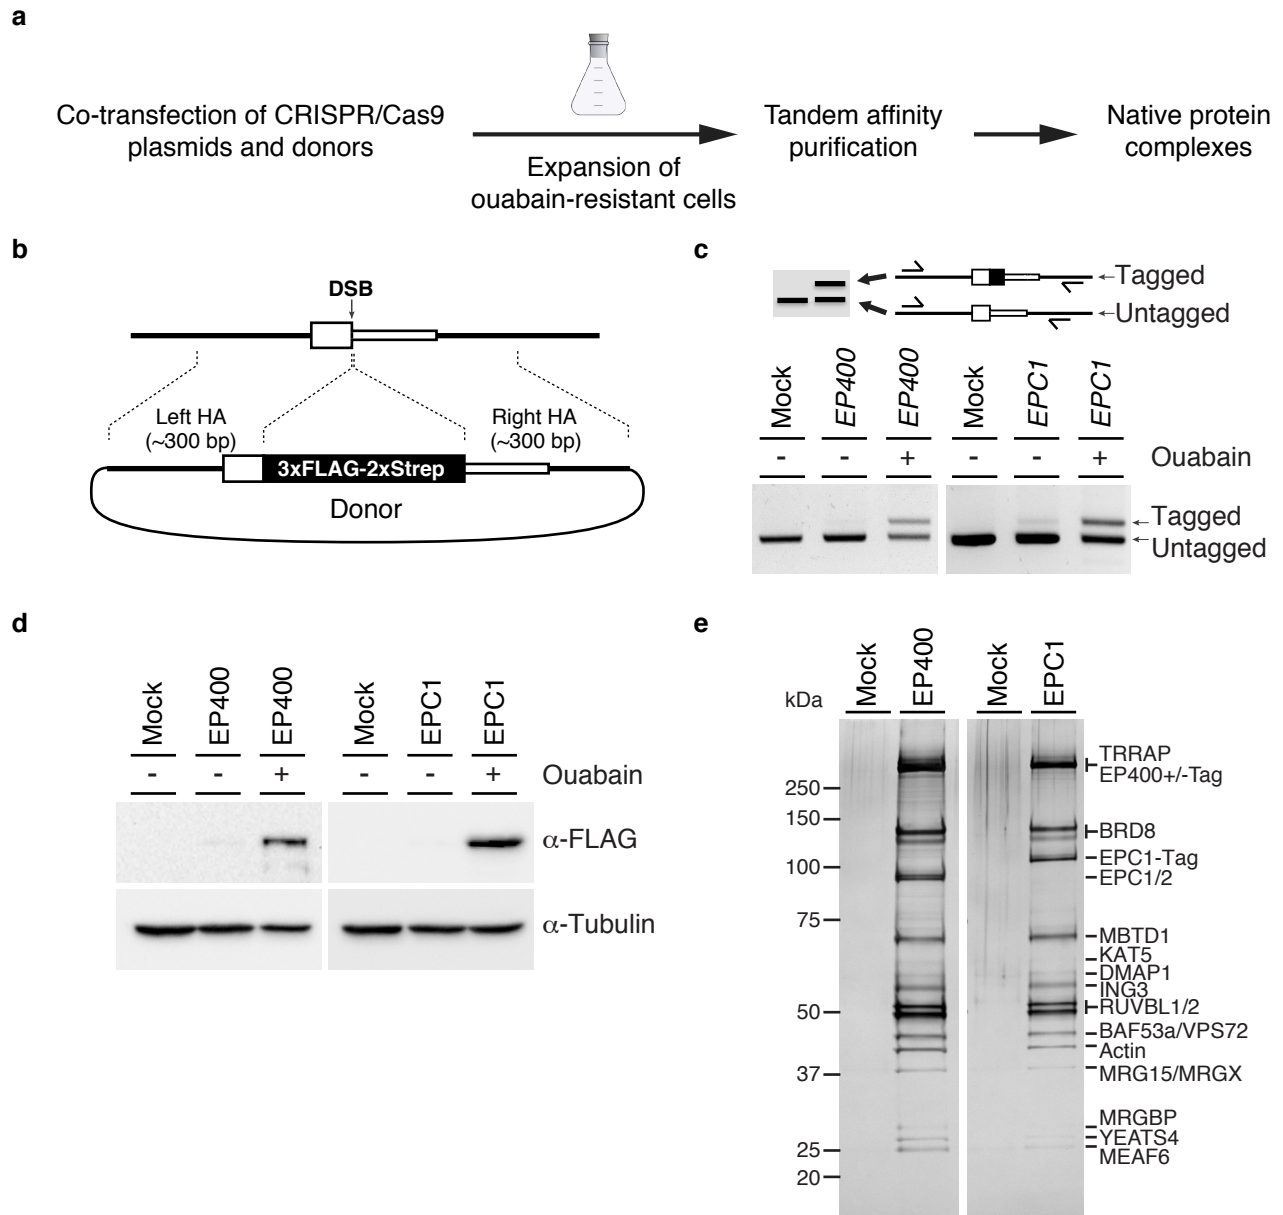 a
Co-transfection of CRISPR/Cas9
plasmids and donors
Expansion of
ouabain-resistant cells
Tandem affinity
purification
Native protein
complexes
b
DSB
Left HA
(~300 bp)
Right HA
(~300 bp)
3xFLAG-2xStrep
Donor
c
Tagged
Untagged
Mock
EP400
EP400
Mock
EPC1
EPC1
- - + - - + Ouabain
Tagged
Untagged
d
Mock
EP400
EP400
Mock
EPC1
EPC1
- - + - - + Ouabain
α-FLAG
α-Tubulin
e
kDa
Mock
EP400
Mock
EPC1
250
150
100
75
50
37
25
20
TRRAP
EP400+/-Tag
BRD8
EPC1-Tag
EPC1/2
MBTD1
KAT5
DMAP1
ING3
RUVBL1/2
BAF53a/VPS72
Actin
MRG15/MRGX
MRGBP
YEATS4
MEAF6